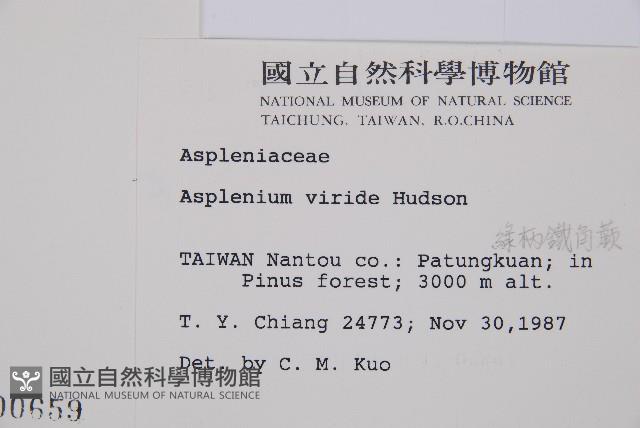 國立自然科學博物館
NATIONAL MUSEUM OF NATURAL SCIENCE
TAICHUNG, TAIWAN, R.O.CHINA
Aspleniaceae
Asplenium viride Hudson
綠柄鐵角蕨
TAIWAN Nantou co.: Patungkuan; in
Pinus forest; 3000 m alt.
T. Y. Chiang 24773; Nov 30,1987
Det. by C. M. Kuo
國立自然科學博物館
NATIONAL MUSEUM OF NATURAL SCIENCE
00659